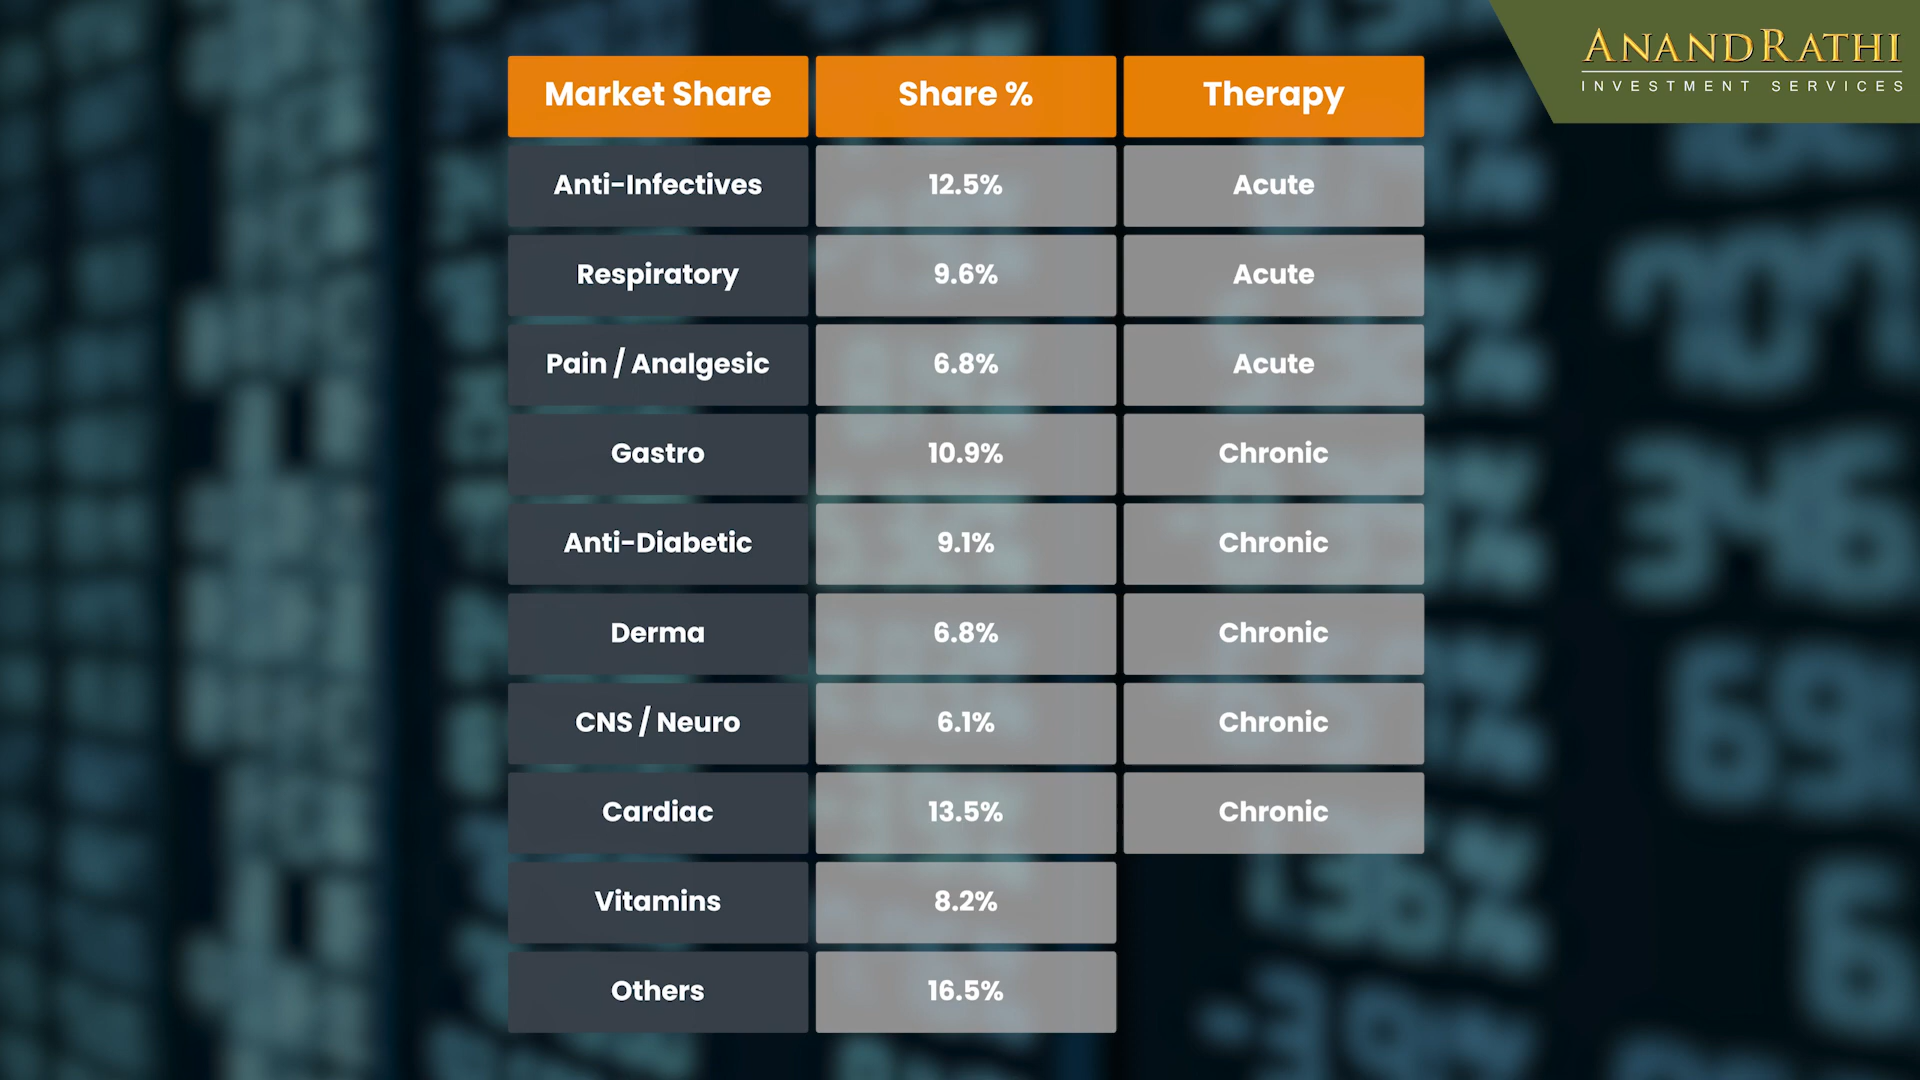 ANANDRATHI
INVESTMENT SERVICES
Market Share Share % Therapy
Anti-Infectives 12.5% Acute
Respiratory 9.6% Acute
Pain / Analgesic 6.8% Acute
Gastro 10.9% Chronic
Anti-Diabetic 9.1% Chronic
Derma 6.8% Chronic
CNS / Neuro 6.1% Chronic
Cardiac 13.5% Chronic
Vitamins 8.2%
Others 16.5%